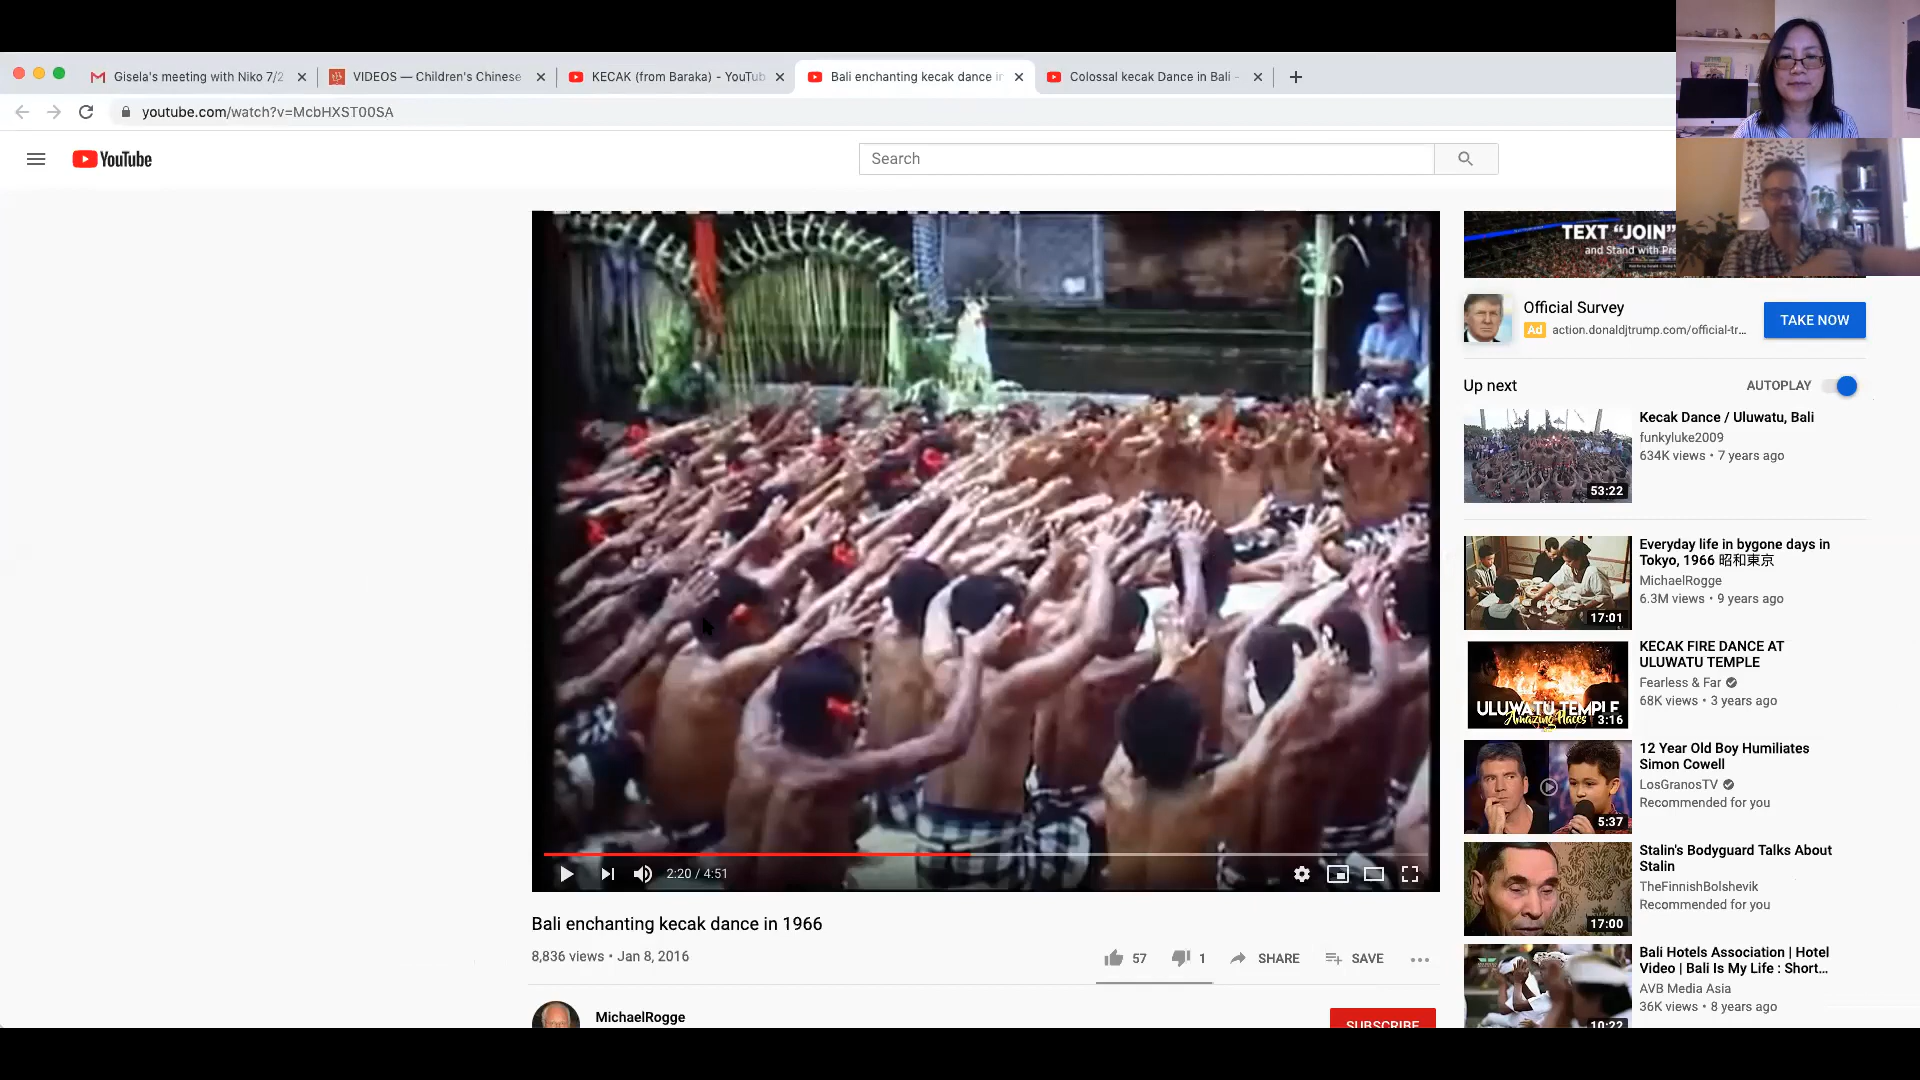 Gisela's meeting with Niko 7/2
VIDEOS — Children's Chinese
KECAK (from Baraka) - YouTub
Bali enchanting kecak dance in
Colossal kecak Dance in Bali -
youtube.com/watch?v=McbHXST00SA
YouTube
Search
TEXT “JOIN”
and Stand with Pre
Official Survey
Ad action.donaldjtrump.com/official-tr...
TAKE NOW
Up next
AUTOPLAY
Kecak Dance / Uluwatu, Bali
funkyluke2009
634K views • 7 years ago
53:22
Everyday life in bygone days in
Tokyo, 1966 昭和東京
MichaelRogge
6.3M views • 9 years ago
17:01
KECAK FIRE DANCE AT
ULUWATU TEMPLE
Fearless & Far
68K views • 3 years ago
ULUWATU TEMPLE
Amazing Places
3:16
12 Year Old Boy Humiliates
Simon Cowell
LosGranosTV
Recommended for you
5:37
Stalin's Bodyguard Talks About
Stalin
TheFinnishBolshevik
Recommended for you
17:00
Bali Hotels Association | Hotel
Video | Bali Is My Life : Short...
AVB Media Asia
36K views • 8 years ago
10:22
2:20 / 4:51
Bali enchanting kecak dance in 1966
8,836 views • Jan 8, 2016
57
1
SHARE
SAVE
MichaelRogge
SUBSCRIBE